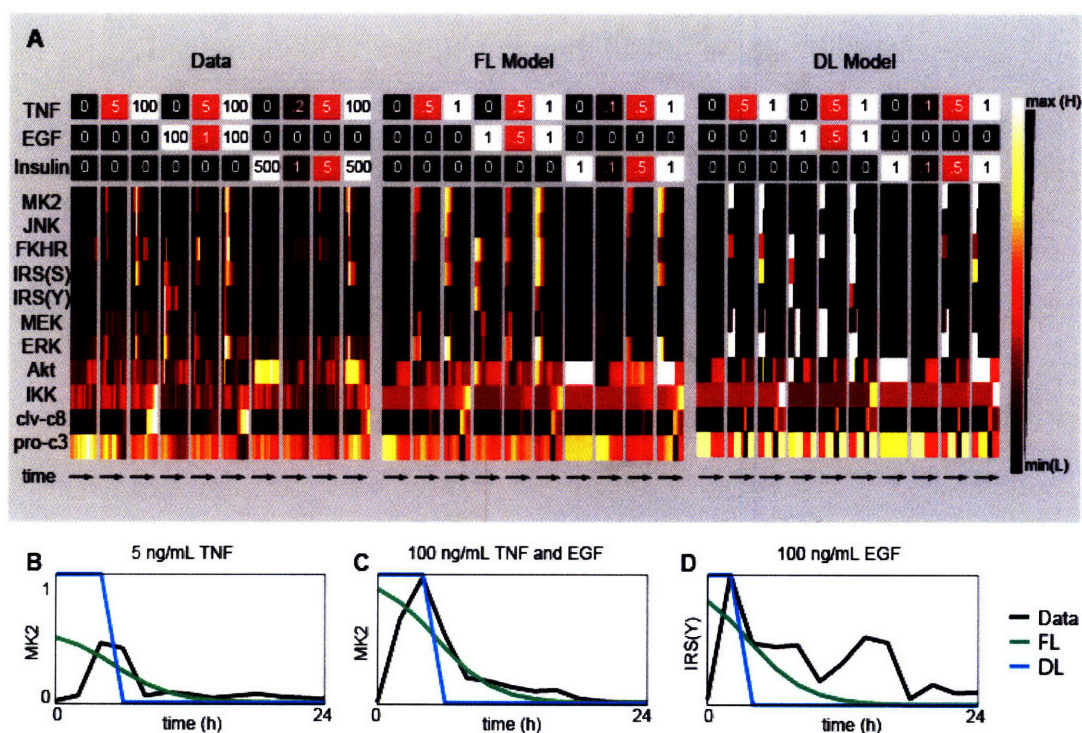 A
Data FL Model DL Model
TNF 0 5 100 0 5 100 0 .2 5 100 0 .5 1 0 .5 1 0 .1 .5 1 0 .5 1 0 .5 1 0 .1 .5 1 max (H)
EGF 0 0 0 100 1 100 0 0 0 0 0 0 0 1 .5 1 0 0 0 0 0 0 0 1 .5 1 0 0 0 0
Insulin 0 0 0 0 0 0 500 1 5 500 0 0 0 0 0 0 1 .1 .5 1 0 0 0 0 0 0 1 .1 .5 1
MK2
JNK
FKHR
IRS(S)
IRS(Y)
MEK
ERK
Akt
IKK
clv-c8
pro-c3
time min(L)
B 5 ng/mL TNF C 100 ng/mL TNF and EGF D 100 ng/mL EGF
1
MK2 MK2 IRS(Y)
Data
FL
DL
0
0 24 0 24 0 24
time (h) time (h) time (h)